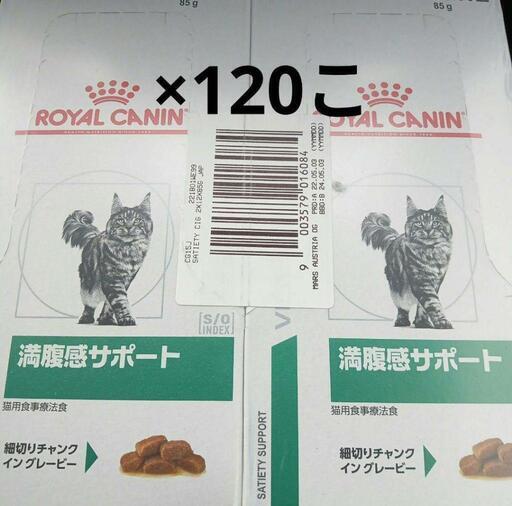 85g
85g
×120こ
ROYAL CANIN
ROYAL CANIN
CG15J 221B01WE99
SATIETY CIG 2X12X85G JAP
9 003579 016084
MARS AUSTRIA OG
PRD:A 22.05.03 (YYMMDD)
BBD:B 24.05.03 (YYMMDD)
S/O
INDEX
V
満腹感サポート
満腹感サポート
猫用食事療法食
猫用食事療法食
細切りチャンク
イン グレービー
細切りチャンク
イン グレービー
SATIETY SUPPORT